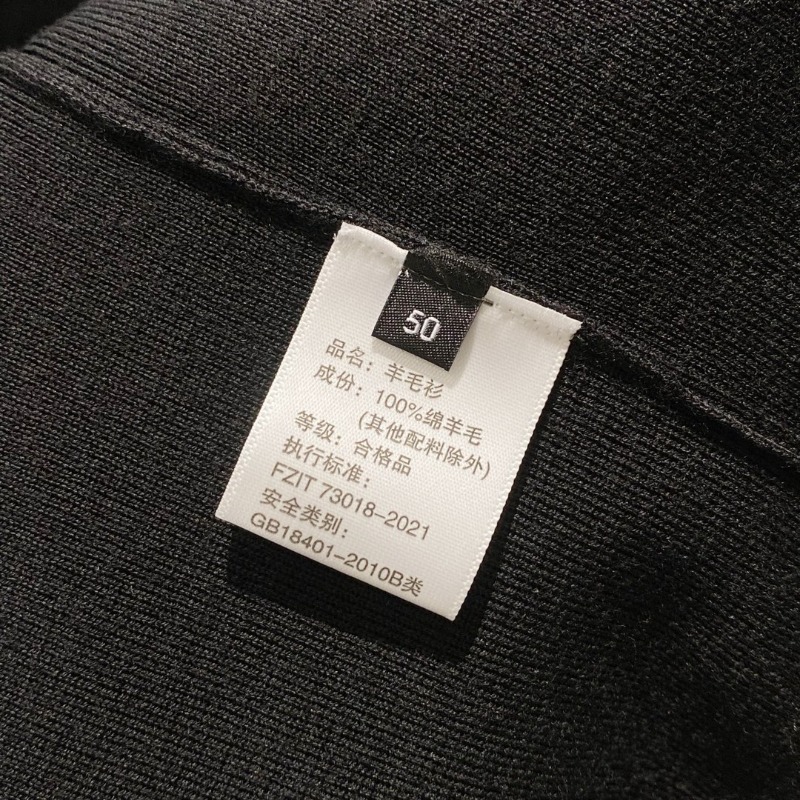 50
品名：羊毛衫
成份：100%绵羊毛
(其他配料除外)
等级：合格品
执行标准：
FZIT 73018-2021
安全类别：
GB18401-2010B类